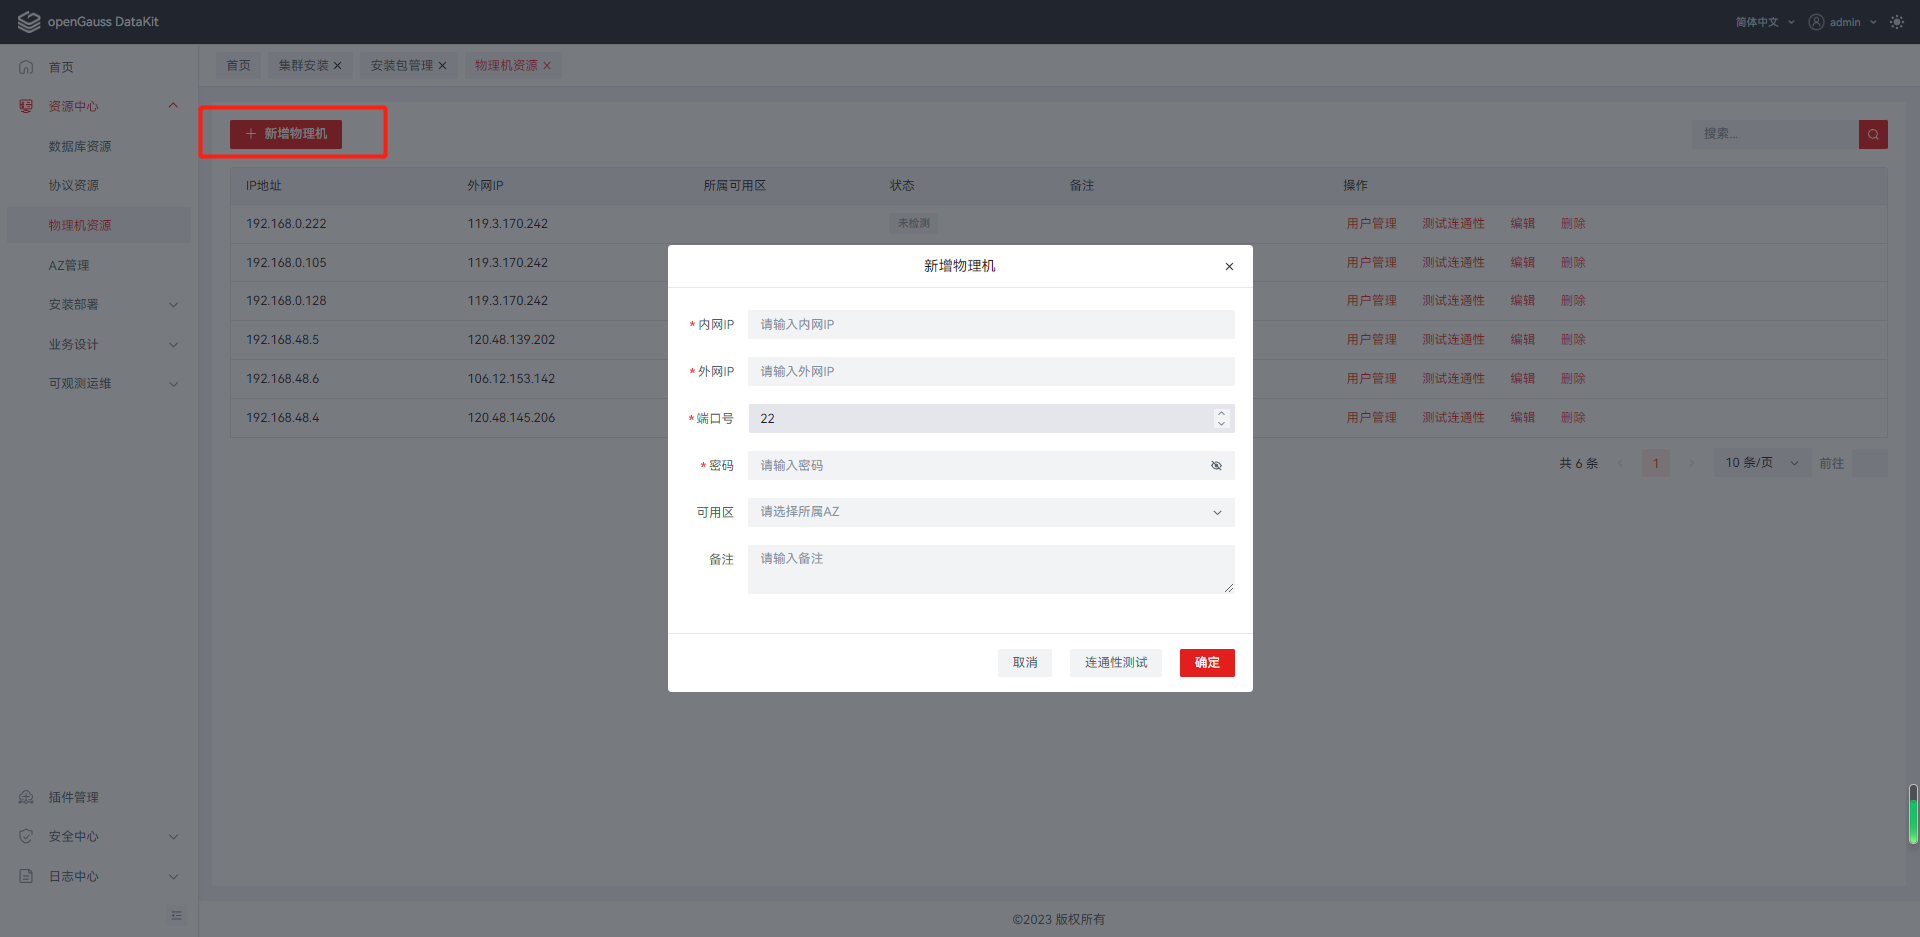 openGauss DataKit
简体中文 admin
首页
资源中心
数据库资源
协议资源
物理机资源
AZ管理
安装部署
业务设计
可观测运维
插件管理
安全中心
日志中心
首页 集群安装 安装包管理 物理机资源
新增物理机
搜索...
IP地址 外网IP 所属可用区 状态 备注 操作
192.168.0.222 119.3.170.242 未检测 用户管理 测试连通性 编辑 删除
192.168.0.105 119.3.170.242 用户管理 测试连通性 编辑 删除
192.168.0.128 119.3.170.242 用户管理 测试连通性 编辑 删除
192.168.48.5 120.48.139.202 用户管理 测试连通性 编辑 删除
192.168.48.6 106.12.153.142 用户管理 测试连通性 编辑 删除
192.168.48.4 120.48.145.206 用户管理 测试连通性 编辑 删除
共 6 条 1 10 条/页 前往
新增物理机
* 内网IP 请输入内网IP
* 外网IP 请输入外网IP
* 端口号 22
* 密码 请输入密码
可用区 请选择所属AZ
备注 请输入备注
取消 连通性测试 确定
©2023 版权所有